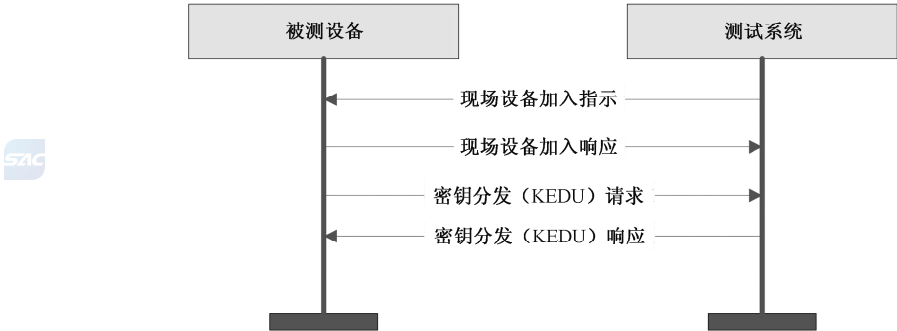 被测设备
测试系统
现场设备加入指示
现场设备加入响应
SAC
密钥分发（KEDU）请求
密钥分发（KEDU）响应